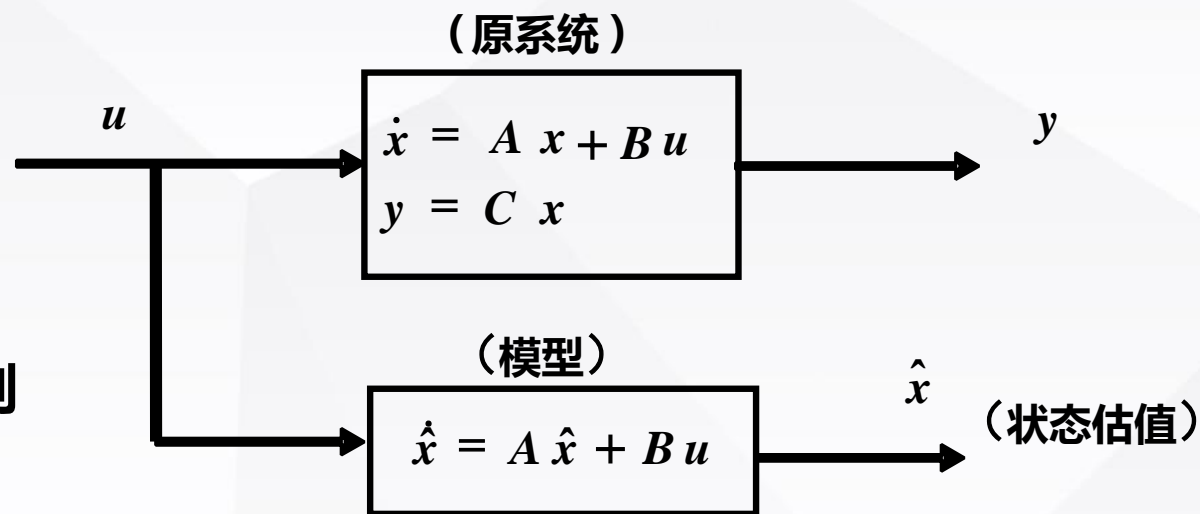 （原系统）
u
ẋ = A x + B u
y = C x
y
（模型）
x̂
（状态估值）
x̂̇ = A x̂ + B u